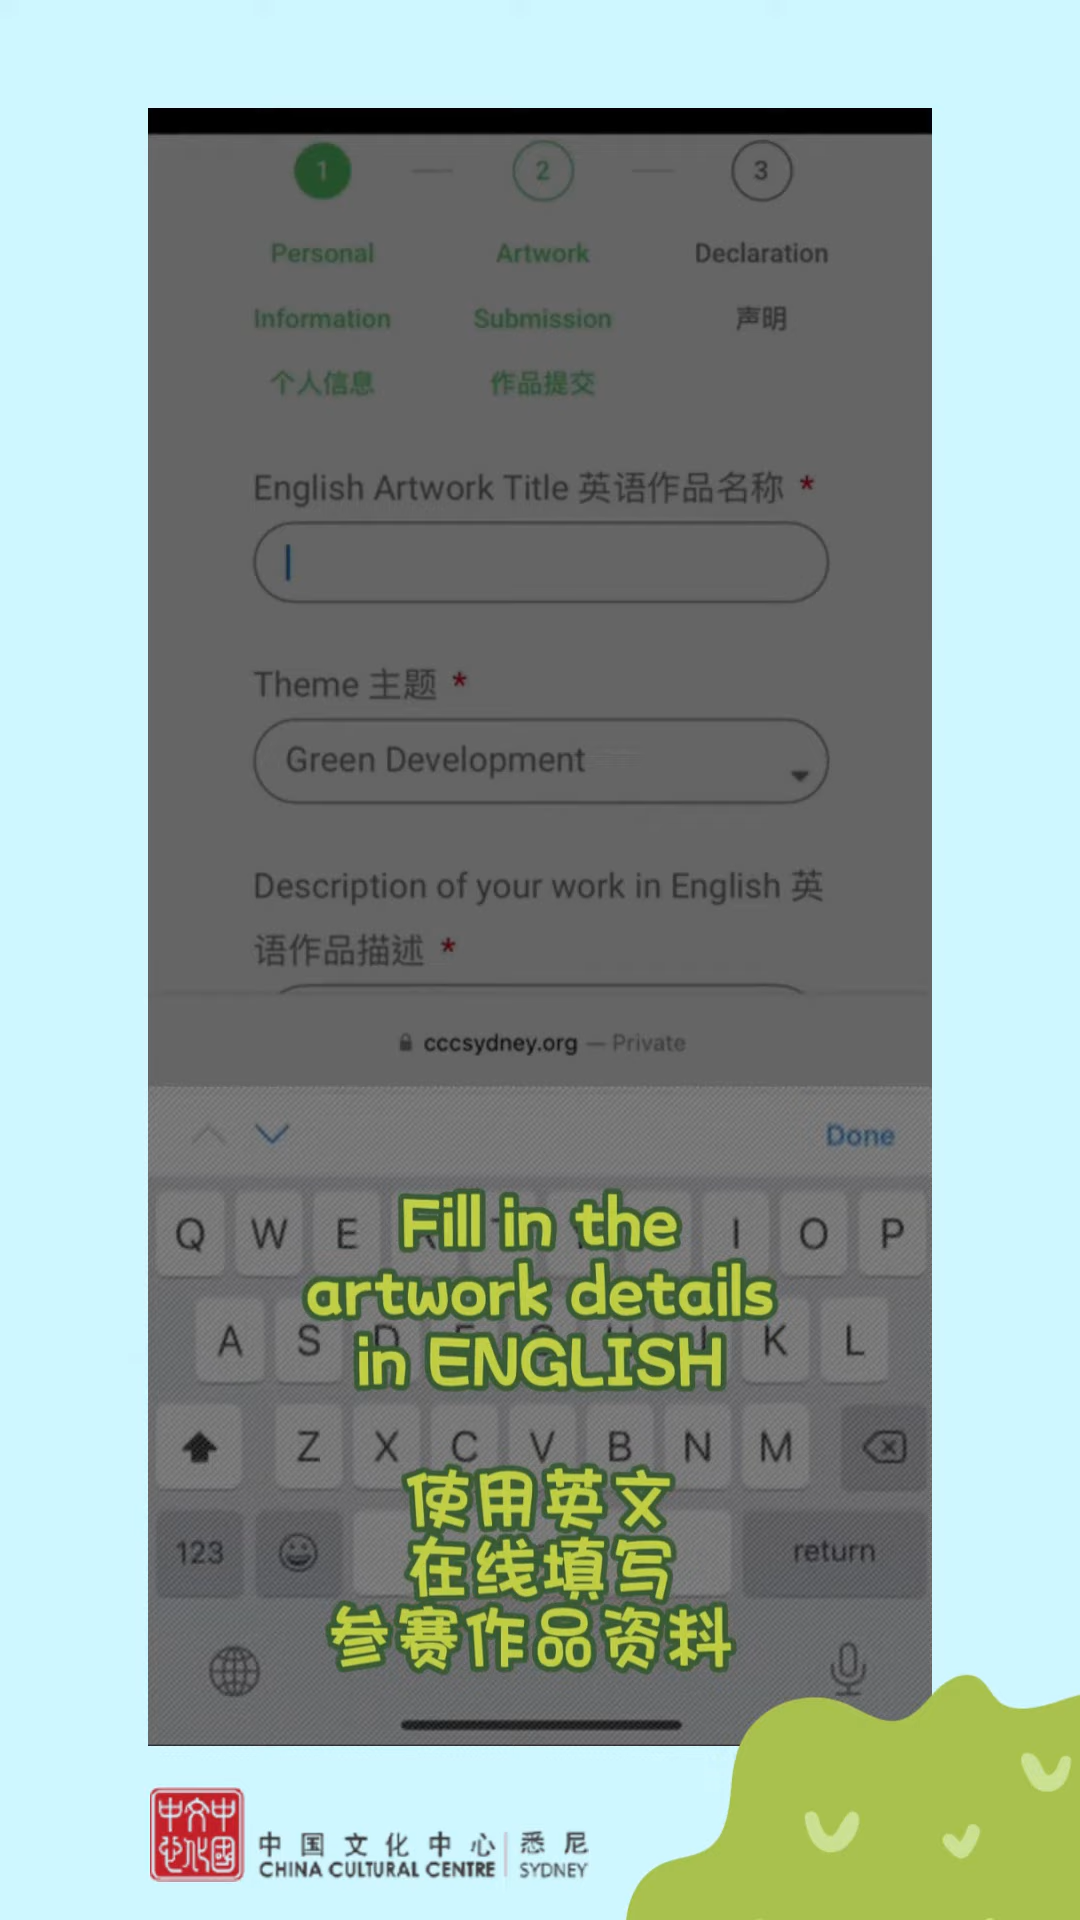 1
2
3
Personal
Information
个人信息
Artwork
Submission
作品提交
Declaration
声明
English Artwork Title 英语作品名称 *
Theme 主题 *
Green Development
Description of your work in English 英
语作品描述 *
cccsydney.org — Private
Done
Q W E I O P
A S D K L
Z X C V B N M
123
return
Fill in the
artwork details
in ENGLISH
使用英文
在线填写
参赛作品资料
中国文化中心 悉尼
CHINA CULTURAL CENTRE SYDNEY